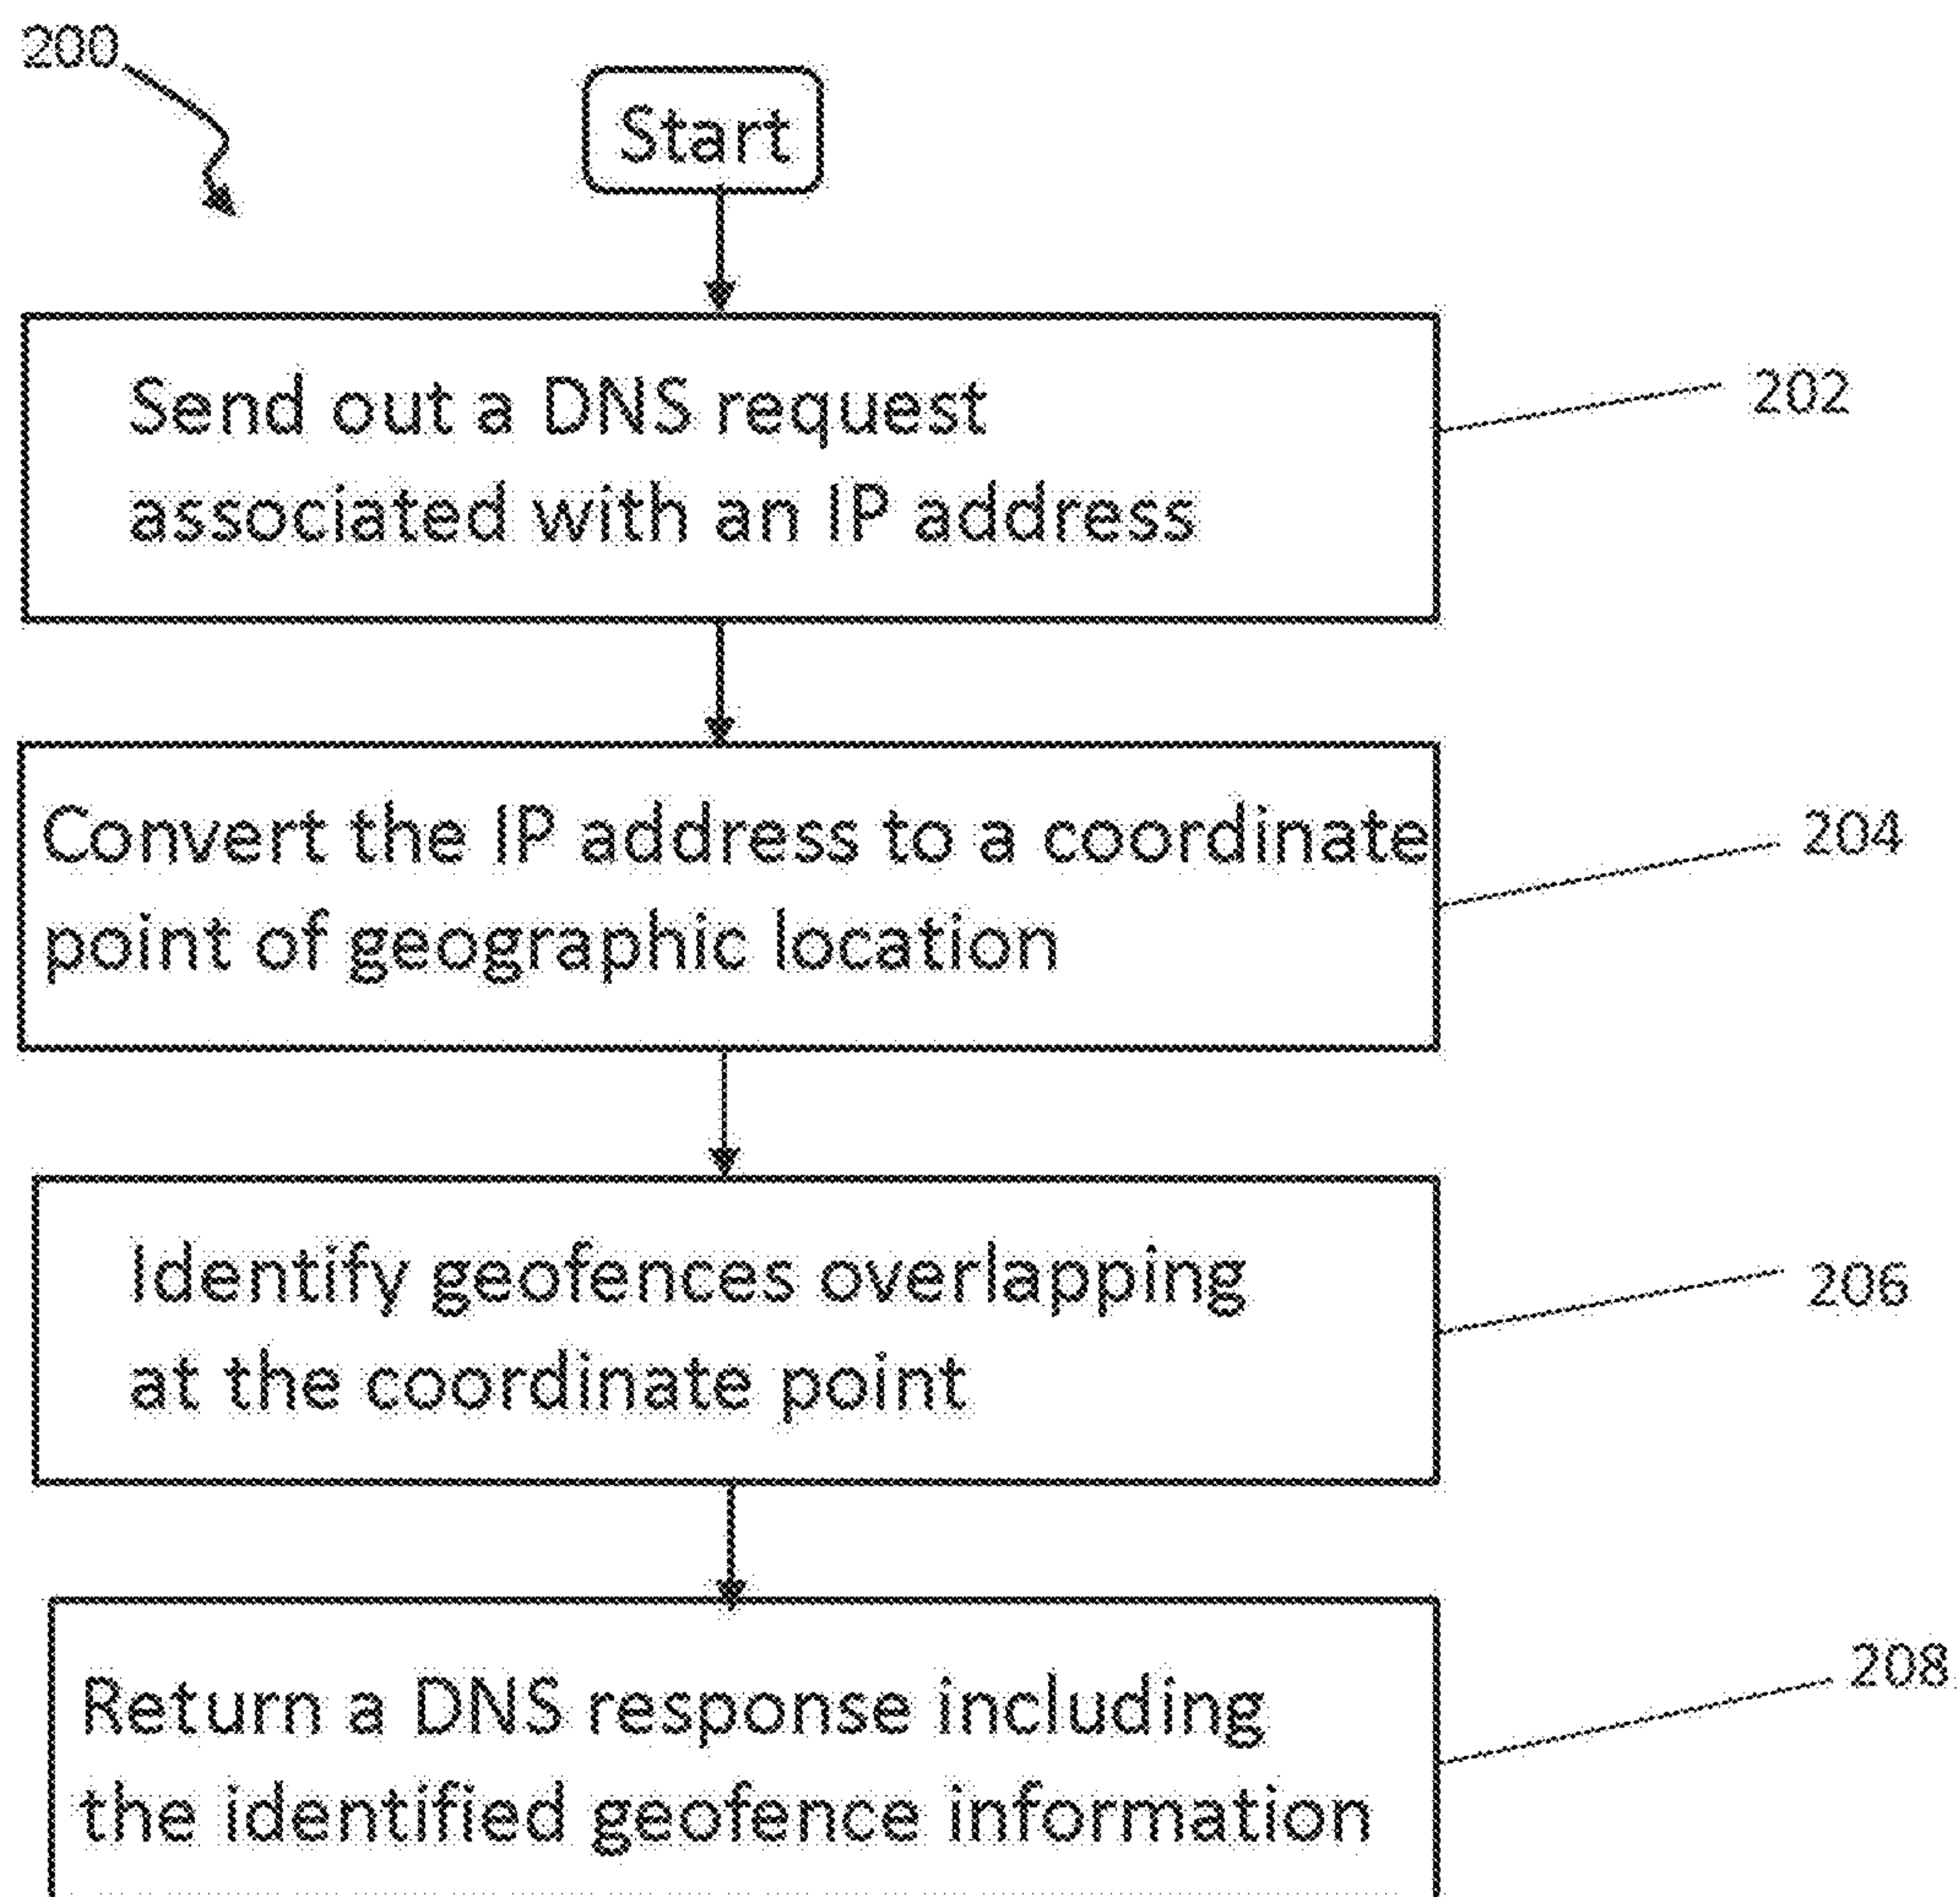 200
Start
Send out a DNS request
associated with an IP address
202
Convert the IP address to a coordinate
point of geographic location
204
Identify geofences overlapping
at the coordinate point
206
Return a DNS response including
the identified geofence information
208